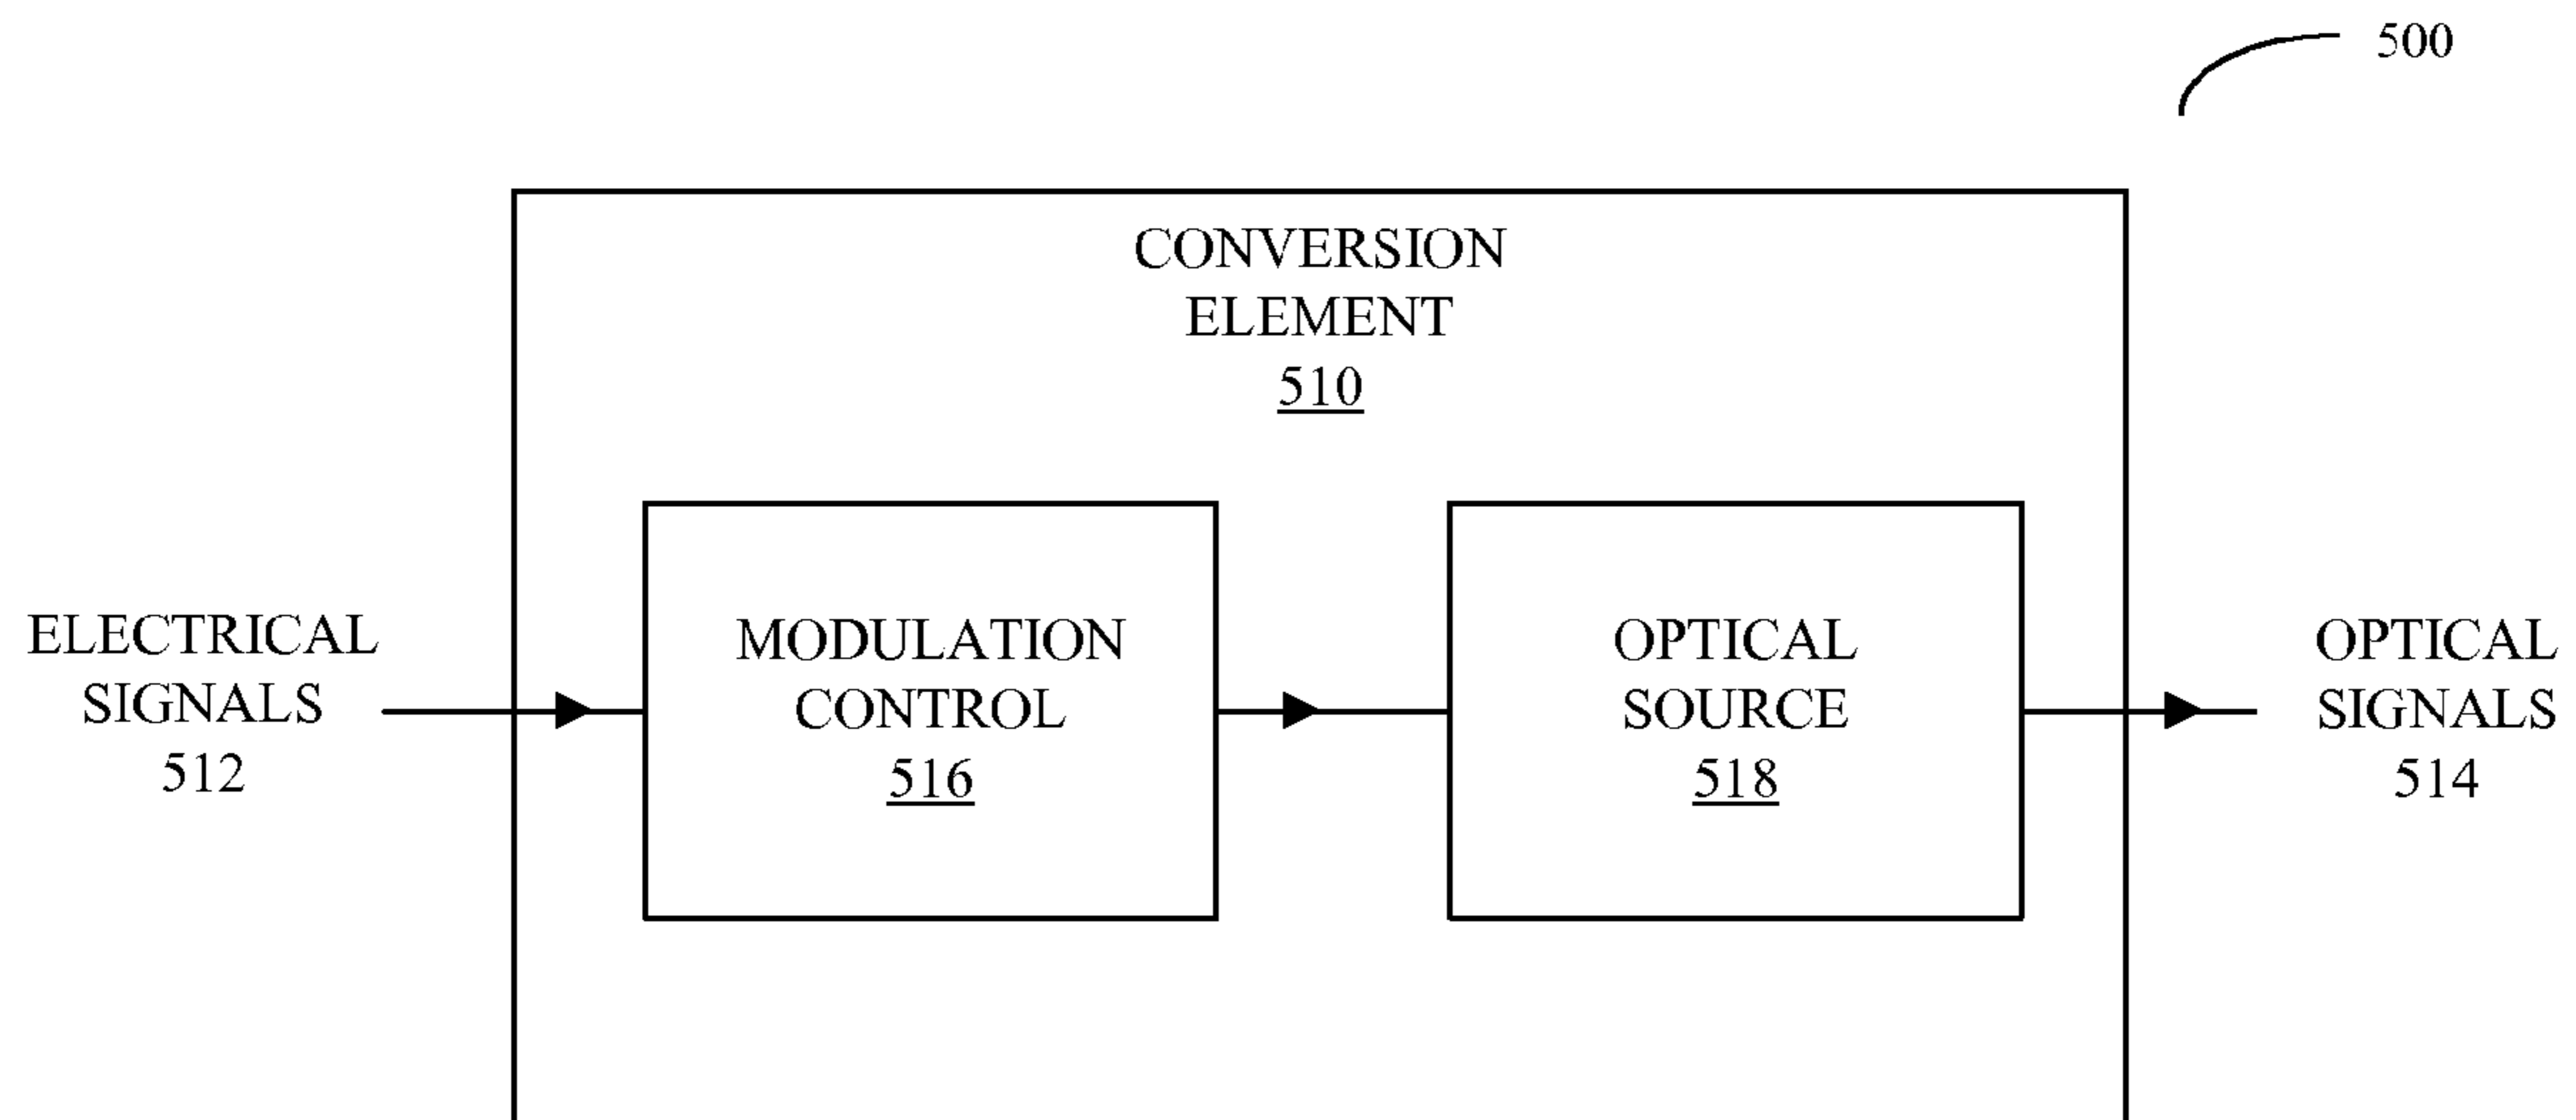 500
CONVERSION
ELEMENT
510
ELECTRICAL
SIGNALS
512
MODULATION
CONTROL
516
OPTICAL
SOURCE
518
OPTICAL
SIGNALS
514